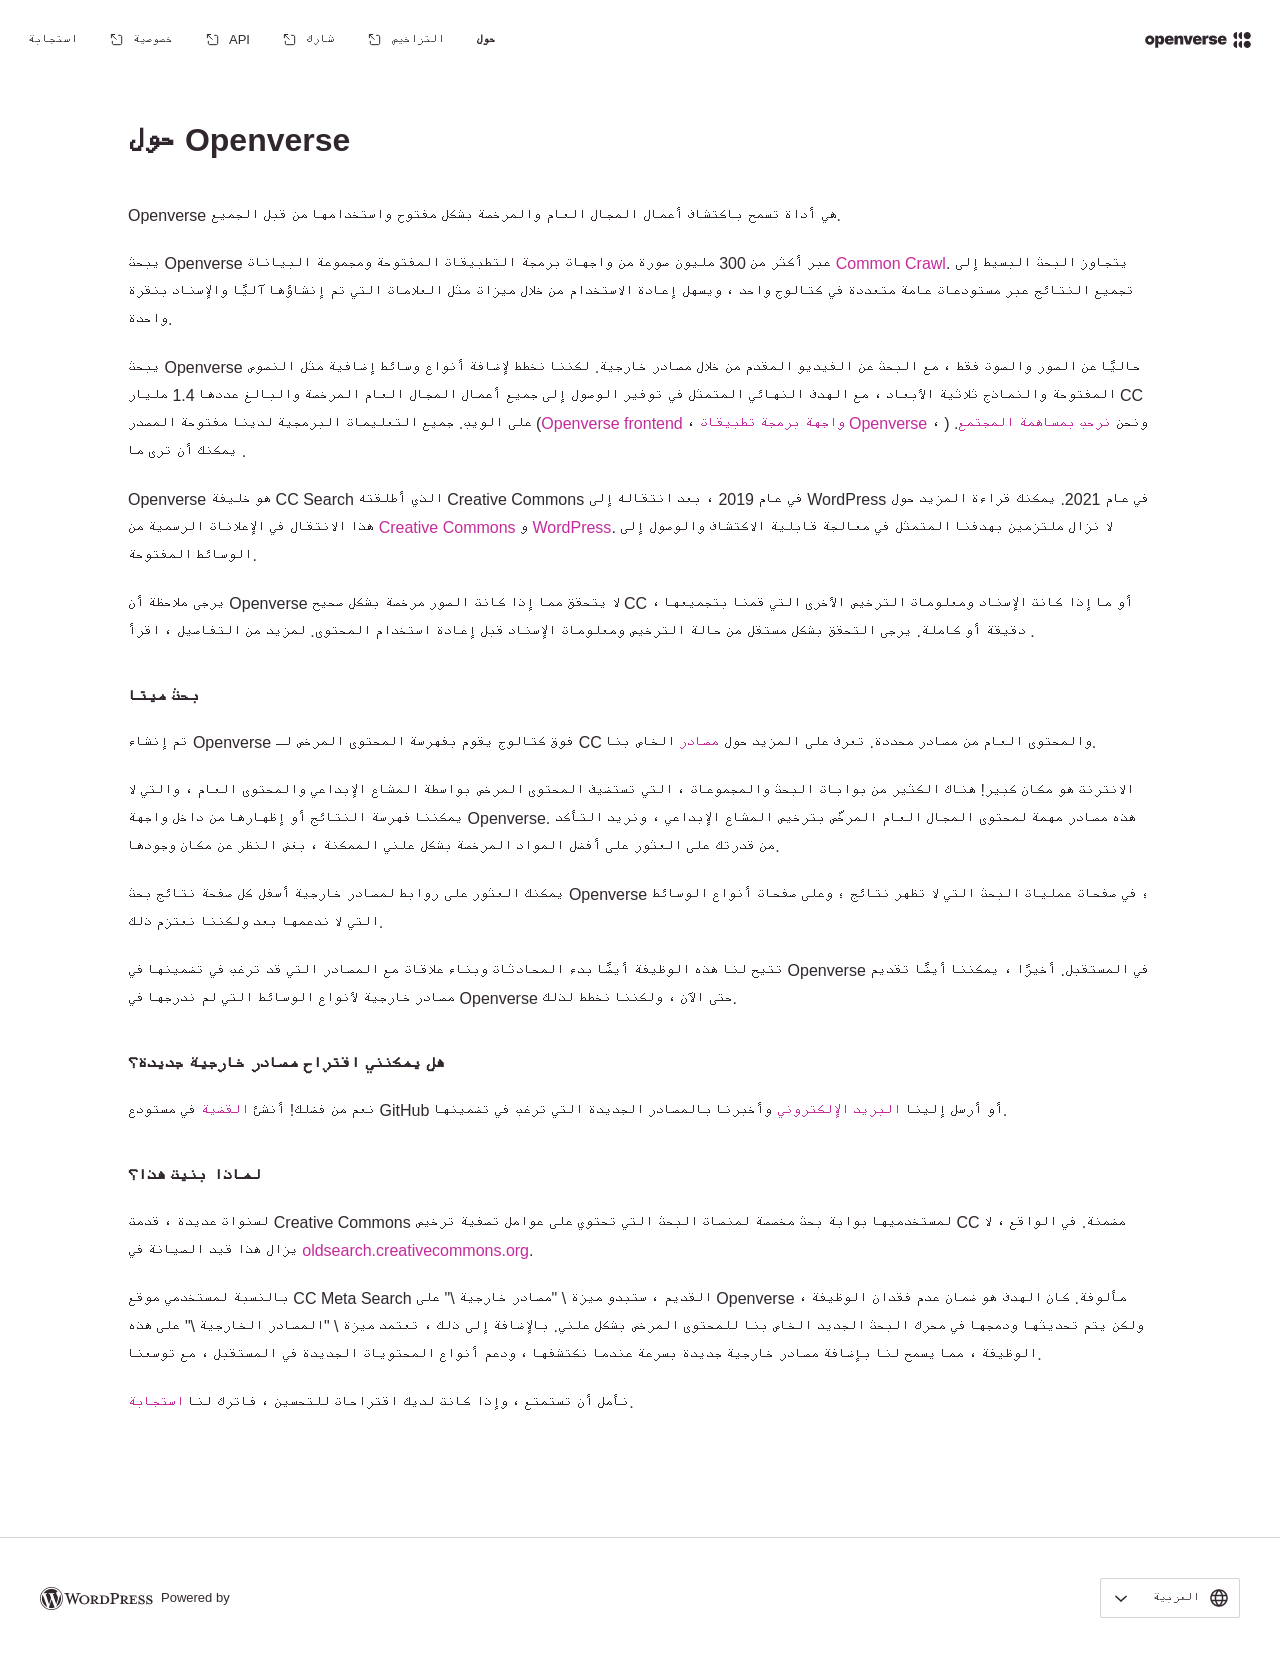 حول
التراخيص
شارك
API
خصوصية
استجابة
openverse
حول Openverse
Openverse هي أداة تسمح باكتشاف أعمال المجال العام والمرخصة بشكل مفتوح واستخدامها من قبل الجميع.
يبحث Openverse عبر أكثر من 300 مليون صورة من واجهات برمجة التطبيقات المفتوحة ومجموعة البيانات Common Crawl. يتجاوز البحث البسيط إلى
تجميع النتائج عبر مستودعات عامة متعددة في كتالوج واحد ، ويسهل إعادة الاستخدام من خلال ميزات مثل العلامات التي تم إنشاؤها آليًا والإسناد بنقرة
واحدة.
يبحث Openverse حاليًا عن الصور والصوت فقط ، مع البحث عن الفيديو المقدم من خلال مصادر خارجية. لكننا نخطط لإضافة أنواع وسائط إضافية مثل النصوص
المفتوحة والنماذج ثلاثية الأبعاد ، مع الهدف النهائي المتمثل في توفير الوصول إلى جميع أعمال المجال العام المرخصة والبالغ عددها 1.4 مليار CC
على الويب. جميع التعليمات البرمجية لدينا مفتوحة المصدر (Openverse frontend ، واجهة برمجة تطبيقات Openverse ، ) ونحن نرحب بمساهمة المجتمع.
يمكنك أن ترى ما .
Openverse هو خليفة CC Search الذي أطلقته Creative Commons في عام 2019 ، بعد انتقاله إلى WordPress في عام 2021. يمكنك قراءة المزيد حول
هذا الانتقال في الإعلانات الرسمية من Creative Commons و WordPress. لا نزال ملتزمين بهدفنا المتمثل في معالجة قابلية الاكتشاف والوصول إلى
الوسائط المفتوحة.
يرجى ملاحظة أن Openverse لا يتحقق مما إذا كانت الصور مرخصة بشكل صحيح CC أو ما إذا كانت الإسناد ومعلومات الترخيص الأخرى التي قمنا بتجميعها ،
دقيقة أو كاملة. يرجى التحقق بشكل مستقل من حالة الترخيص ومعلومات الإسناد قبل إعادة استخدام المحتوى. لمزيد من التفاصيل ، اقرأ .
بحث ميتا
تم إنشاء Openverse فوق كتالوج يقوم بفهرسة المحتوى المرخص لـ CC والمحتوى العام من مصادر محددة. تعرف على المزيد حول مصادر الخاص بنا.
الانترنت هو مكان كبير! هناك الكثير من بوابات البحث والمجموعات ، التي تستضيف المحتوى المرخص بواسطة المشاع الإبداعي والمحتوى العام ، والتي لا
يمكننا فهرسة النتائج أو إظهارها من داخل واجهة Openverse. هذه مصادر مهمة لمحتوى المجال العام المرخّص بترخيص المشاع الإبداعي ، ونريد التأكد
من قدرتك على العثور على أفضل المواد المرخصة بشكل علني الممكنة ، بغض النظر عن مكان وجودها.
يمكنك العثور على روابط لمصادر خارجية أسفل كل صفحة نتائج بحث Openverse ؛ في صفحات عمليات البحث التي لا تظهر نتائج ؛ وعلى صفحات أنواع الوسائط
التي لا ندعمها بعد ولكننا نعتزم ذلك.
تتيح لنا هذه الوظيفة أيضًا بدء المحادثات وبناء علاقات مع المصادر التي قد ترغب في تضمينها في Openverse في المستقبل. أخيرًا ، يمكننا أيضًا تقديم
مصادر خارجية لأنواع الوسائط التي لم ندرجها في Openverse حتى الآن ، ولكننا نخطط لذلك.
هل يمكنني اقتراح مصادر خارجية جديدة؟
نعم من فضلك! أنشئ القضية في مستودع GitHub أو أرسل إلينا البريد الإلكتروني وأخبرنا بالمصادر الجديدة التي ترغب في تضمينها.
لماذا بنيت هذا؟
لسنوات عديدة ، قدمت Creative Commons لمستخدميها بوابة بحث مخصصة لمنصات البحث التي تحتوي على عوامل تصفية ترخيص CC مضمنة. في الواقع ، لا
يزال هذا قيد الصيانة في oldsearch.creativecommons.org.
بالنسبة لمستخدمي موقع CC Meta Search القديم ، ستبدو ميزة \ "مصادر خارجية \" على Openverse مألوفة. كان الهدف هو ضمان عدم فقدان الوظيفة ،
ولكن يتم تحديثها ودمجها في محرك البحث الجديد الخاص بنا للمحتوى المرخص بشكل علني. بالإضافة إلى ذلك ، تعتمد ميزة \ "المصادر الخارجية \" على هذه
الوظيفة ، مما يسمح لنا بإضافة مصادر خارجية جديدة بسرعة عندما نكتشفها ، ودعم أنواع المحتويات الجديدة في المستقبل ، مع توسعنا.
نأمل أن تستمتع ، وإذا كانت لديك اقتراحات للتحسين ، فاترك لنا استجابة.
العربية
Powered by
WORDPRESS